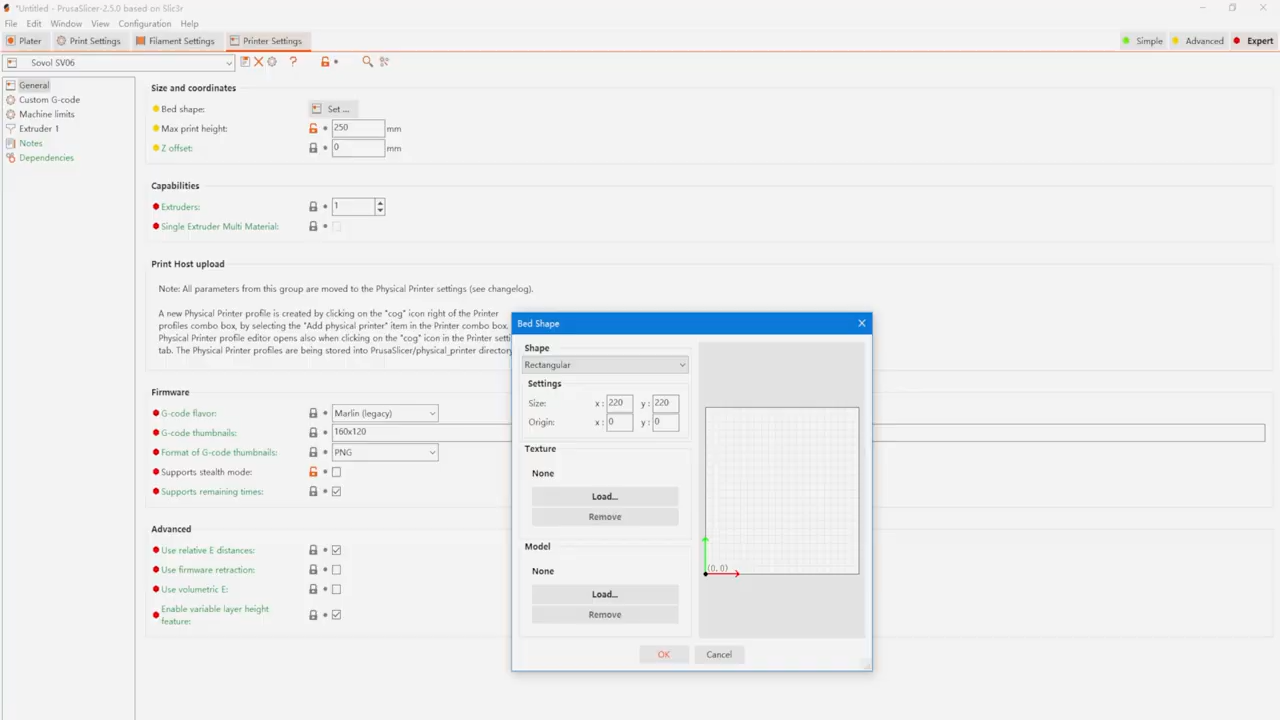 *Untitled - PrusaSlicer-2.5.0 based on Slic3r
File Edit Window View Configuration Help
Plater Print Settings Filament Settings Printer Settings Simple Advanced Expert
Sovol SV06 ?
General
Custom G-code
Machine limits
Extruder 1
Notes
Dependencies
Size and coordinates
Bed shape: Set ...
Max print height: 250 mm
Z offset: 0 mm
Capabilities
Extruders: 1
Single Extruder Multi Material:
Print Host upload
Note: All parameters from this group are moved to the Physical Printer settings (see changelog).
A new Physical Printer profile is created by clicking on the "cog" icon right of the Printer
profiles combo box, by selecting the "Add physical printer" item in the Printer combo box.
Physical Printer profile editor opens also when clicking on the "cog" icon in the Printer setti
tab. The Physical Printer profiles are being stored into PrusaSlicer/physical_printer directory
Firmware
G-code flavor: Marlin (legacy)
G-code thumbnails: 160x120
Format of G-code thumbnails: PNG
Supports stealth mode:
Supports remaining times:
Advanced
Use relative E distances:
Use firmware retraction:
Use volumetric E:
Enable variable layer height
feature:
Bed Shape
Shape
Rectangular
Settings
Size: x: 220 y: 220
Origin: x: 0 y: 0
Texture
None
Load...
Remove
Model
None
Load...
Remove
(0, 0)
OK Cancel